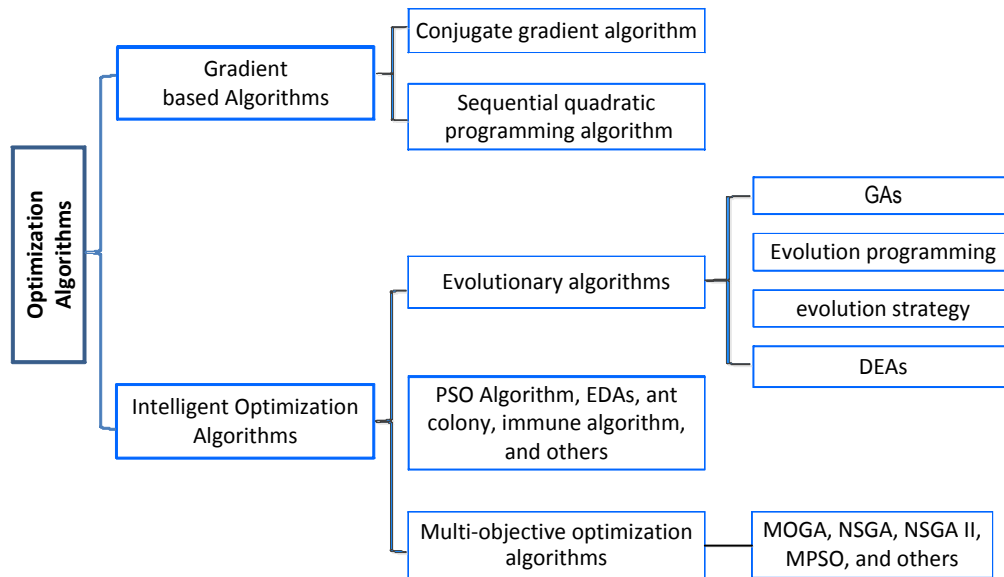 Optimization
Algorithms
Gradient
based Algorithms
Conjugate gradient algorithm
Sequential quadratic
programming algorithm
Intelligent Optimization
Algorithms
Evolutionary algorithms
GAs
Evolution programming
evolution strategy
DEAs
PSO Algorithm, EDAs, ant
colony, immune algorithm,
and others
Multi-objective optimization
algorithms
MOGA, NSGA, NSGA II,
MPSO, and others